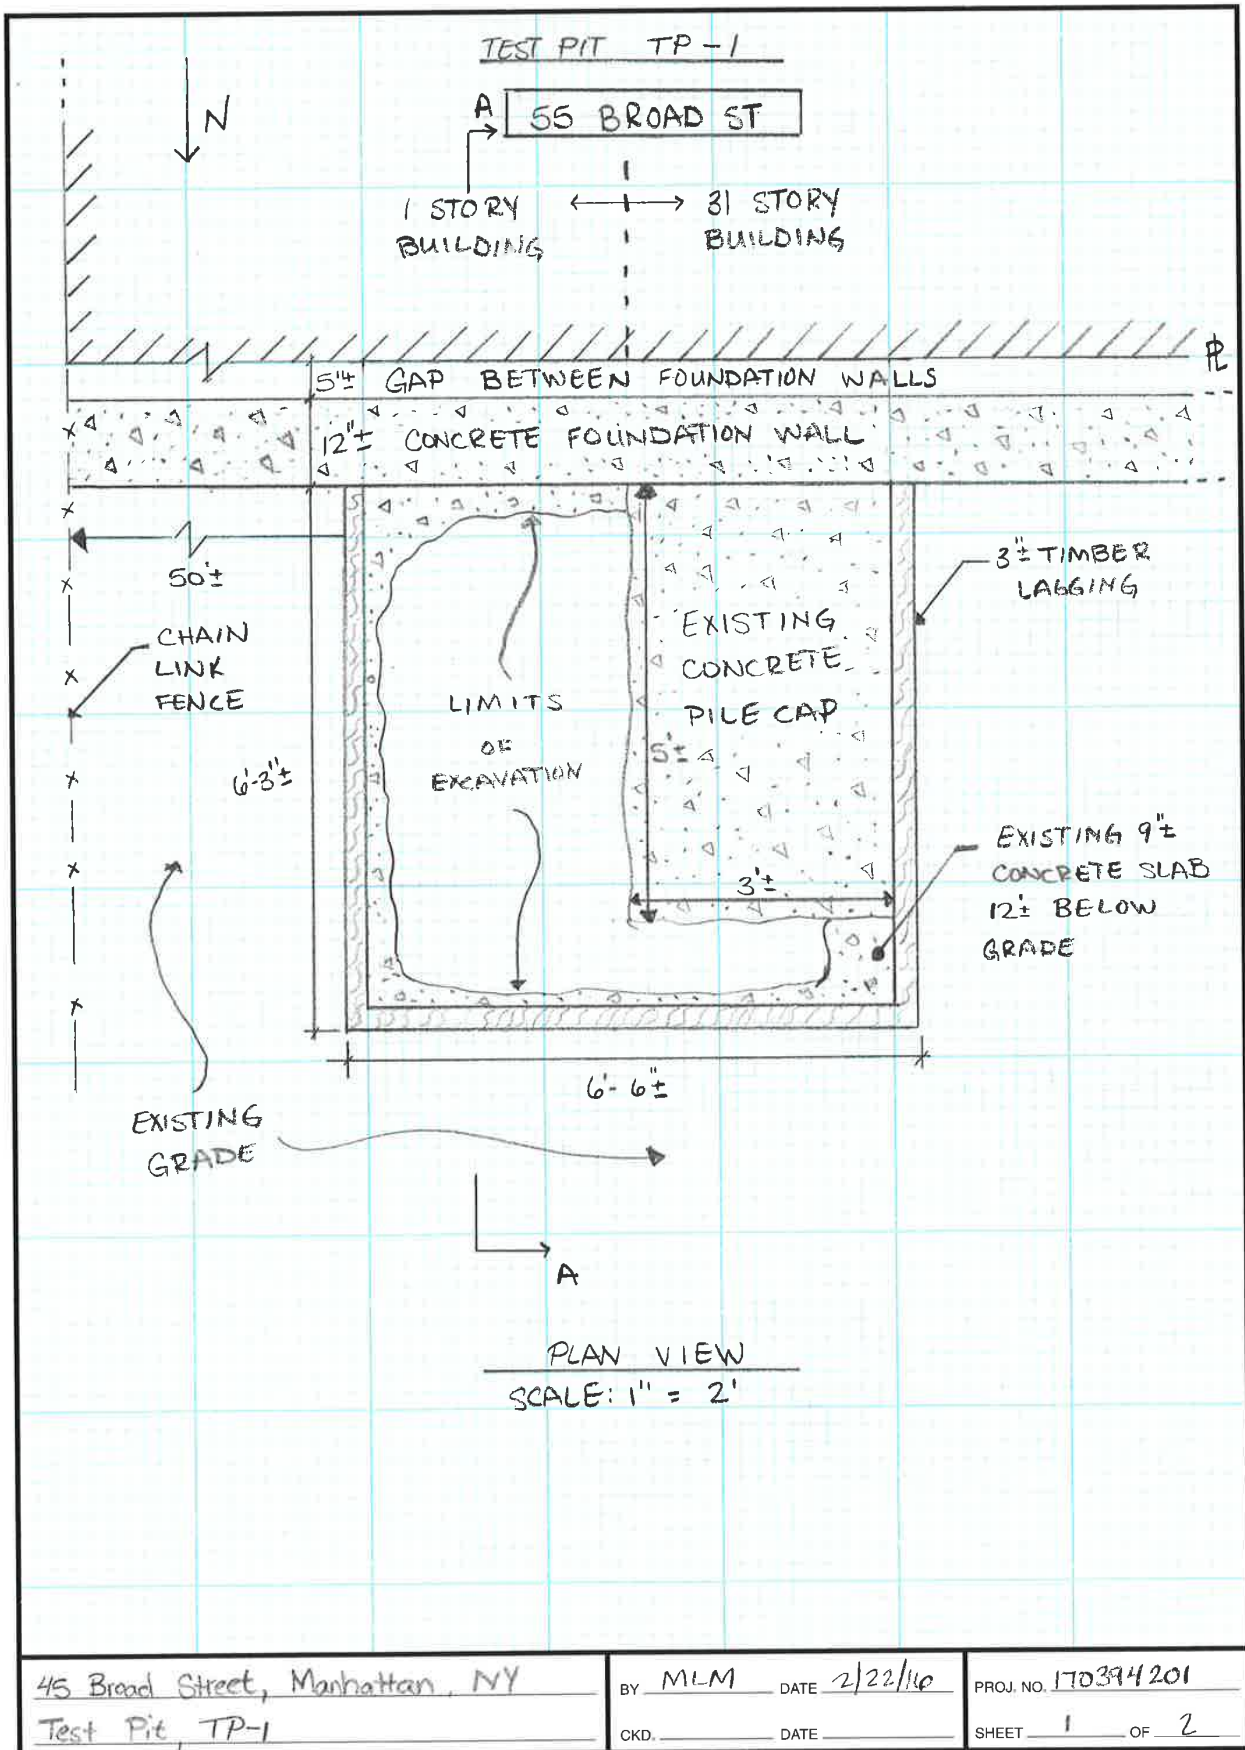 TEST PIT TP-1
N
A
55 BROAD ST
1 STORY
BUILDING
31 STORY
BUILDING
5"± GAP BETWEEN FOUNDATION WALLS
PL
12"± CONCRETE FOUNDATION WALL
50'±
3"± TIMBER
LAGGING
CHAIN
LINK
FENCE
EXISTING
CONCRETE
PILE CAP
LIMITS
OF
EXCAVATION
5'±
6'-3"±
3'±
EXISTING 9"±
CONCRETE SLAB
12'± BELOW
GRADE
6'-6"±
EXISTING
GRADE
A
PLAN VIEW
SCALE: 1" = 2'
45 Broad Street, Manhattan, NY
Test Pit, TP-1
BY MLM DATE 2/22/16
CKD. DATE
PROJ. NO. 170394201
SHEET 1 OF 2